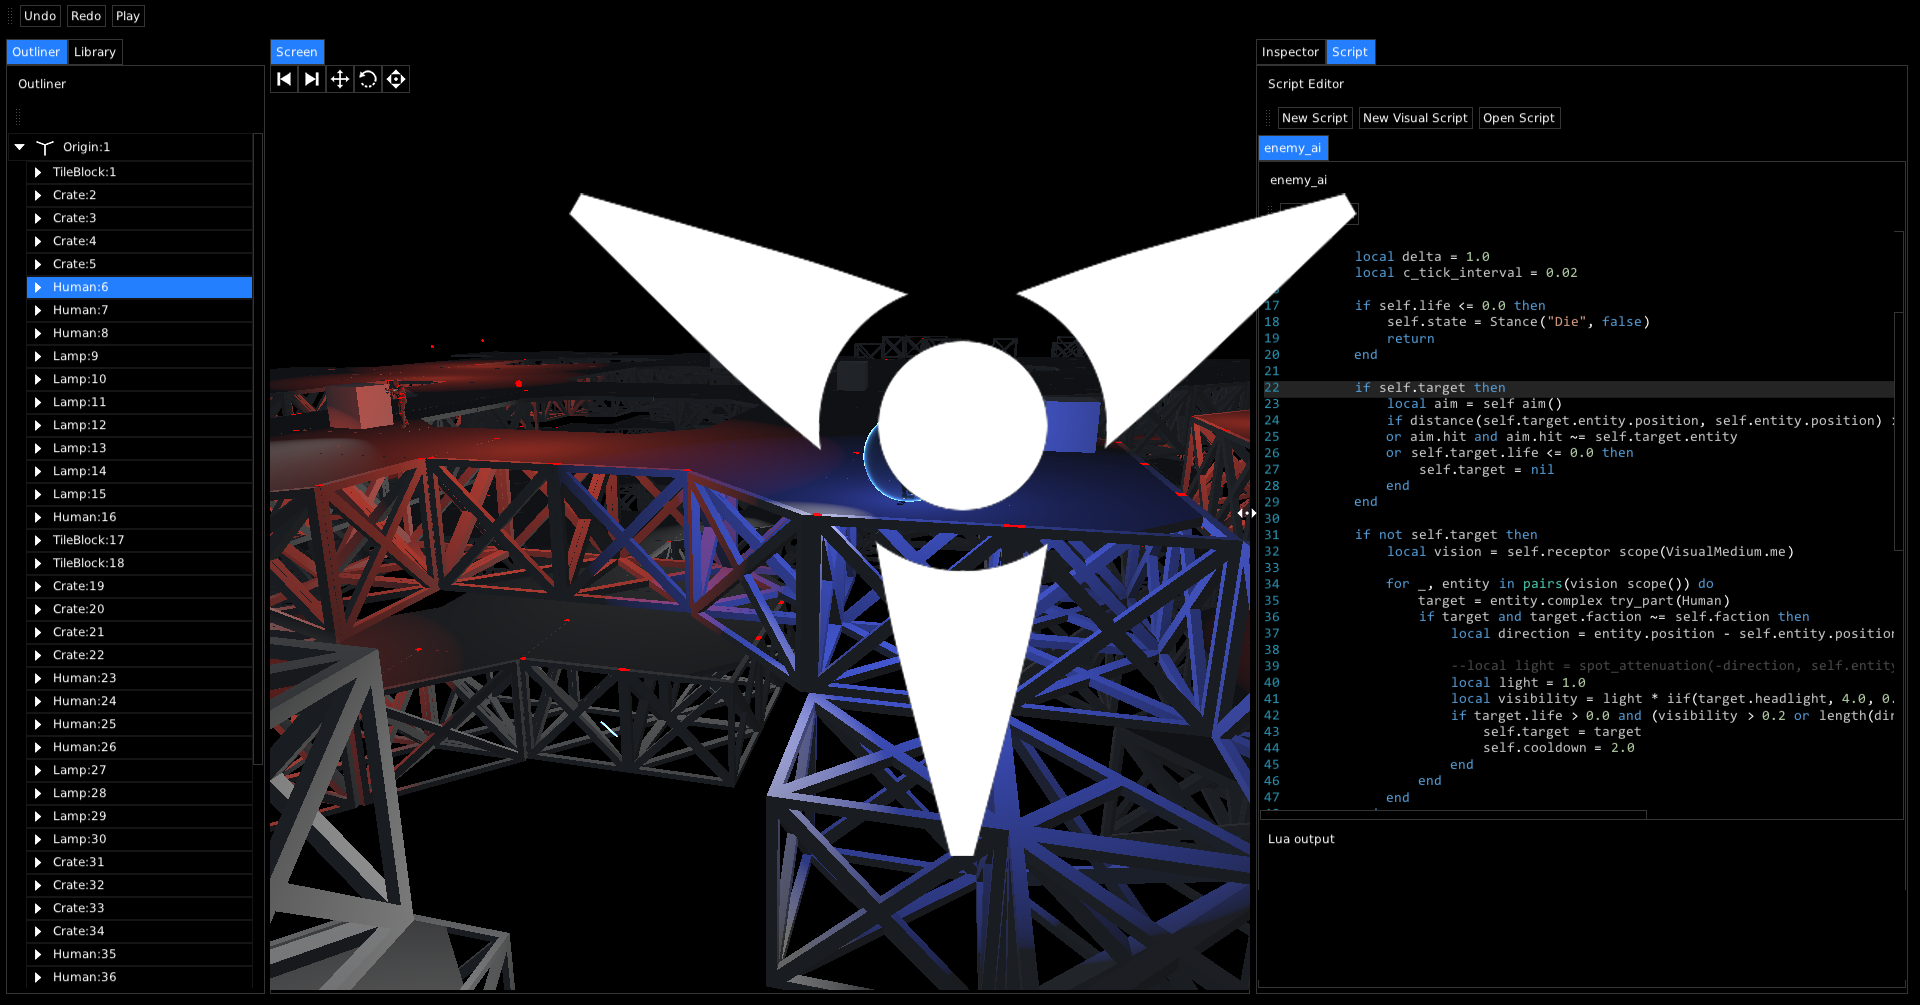 Undo Redo Play
Outliner Library
Outliner
Origin:1
TileBlock:1
Crate:2
Crate:3
Crate:4
Crate:5
Human:6
Human:7
Human:8
Lamp:9
Lamp:10
Lamp:11
Lamp:12
Lamp:13
Lamp:14
Lamp:15
Human:16
TileBlock:17
TileBlock:18
Crate:19
Crate:20
Crate:21
Crate:22
Human:23
Human:24
Human:25
Human:26
Lamp:27
Lamp:28
Lamp:29
Lamp:30
Crate:31
Crate:32
Crate:33
Crate:34
Human:35
Human:36
Screen
Inspector Script
Script Editor
New Script New Visual Script Open Script
enemy_ai
enemy_ai
local delta = 1.0
local c_tick_interval = 0.02
17 if self.life <= 0.0 then
18 self.state = Stance("Die", false)
19 return
20 end
21
22 if self.target then
23 local aim = self aim()
24 if distance(self.target.entity.position, self.entity.position)
25 or aim.hit and aim.hit ~= self.target.entity
26 or self.target.life <= 0.0 then
27 self.target = nil
28 end
29 end
30
31 if not self.target then
32 local vision = self.receptor scope(VisualMedium.me)
33
34 for _, entity in pairs(vision scope()) do
35 target = entity.complex try_part(Human)
36 if target and target.faction ~= self.faction then
37 local direction = entity.position - self.entity.position
38
39 --local light = spot_attenuation(-direction, self.entity
40 local light = 1.0
41 local visibility = light * iif(target.headlight, 4.0, 0.
42 if target.life > 0.0 and (visibility > 0.2 or length(dir
43 self.target = target
44 self.cooldown = 2.0
45 end
46 end
47 end
Lua output